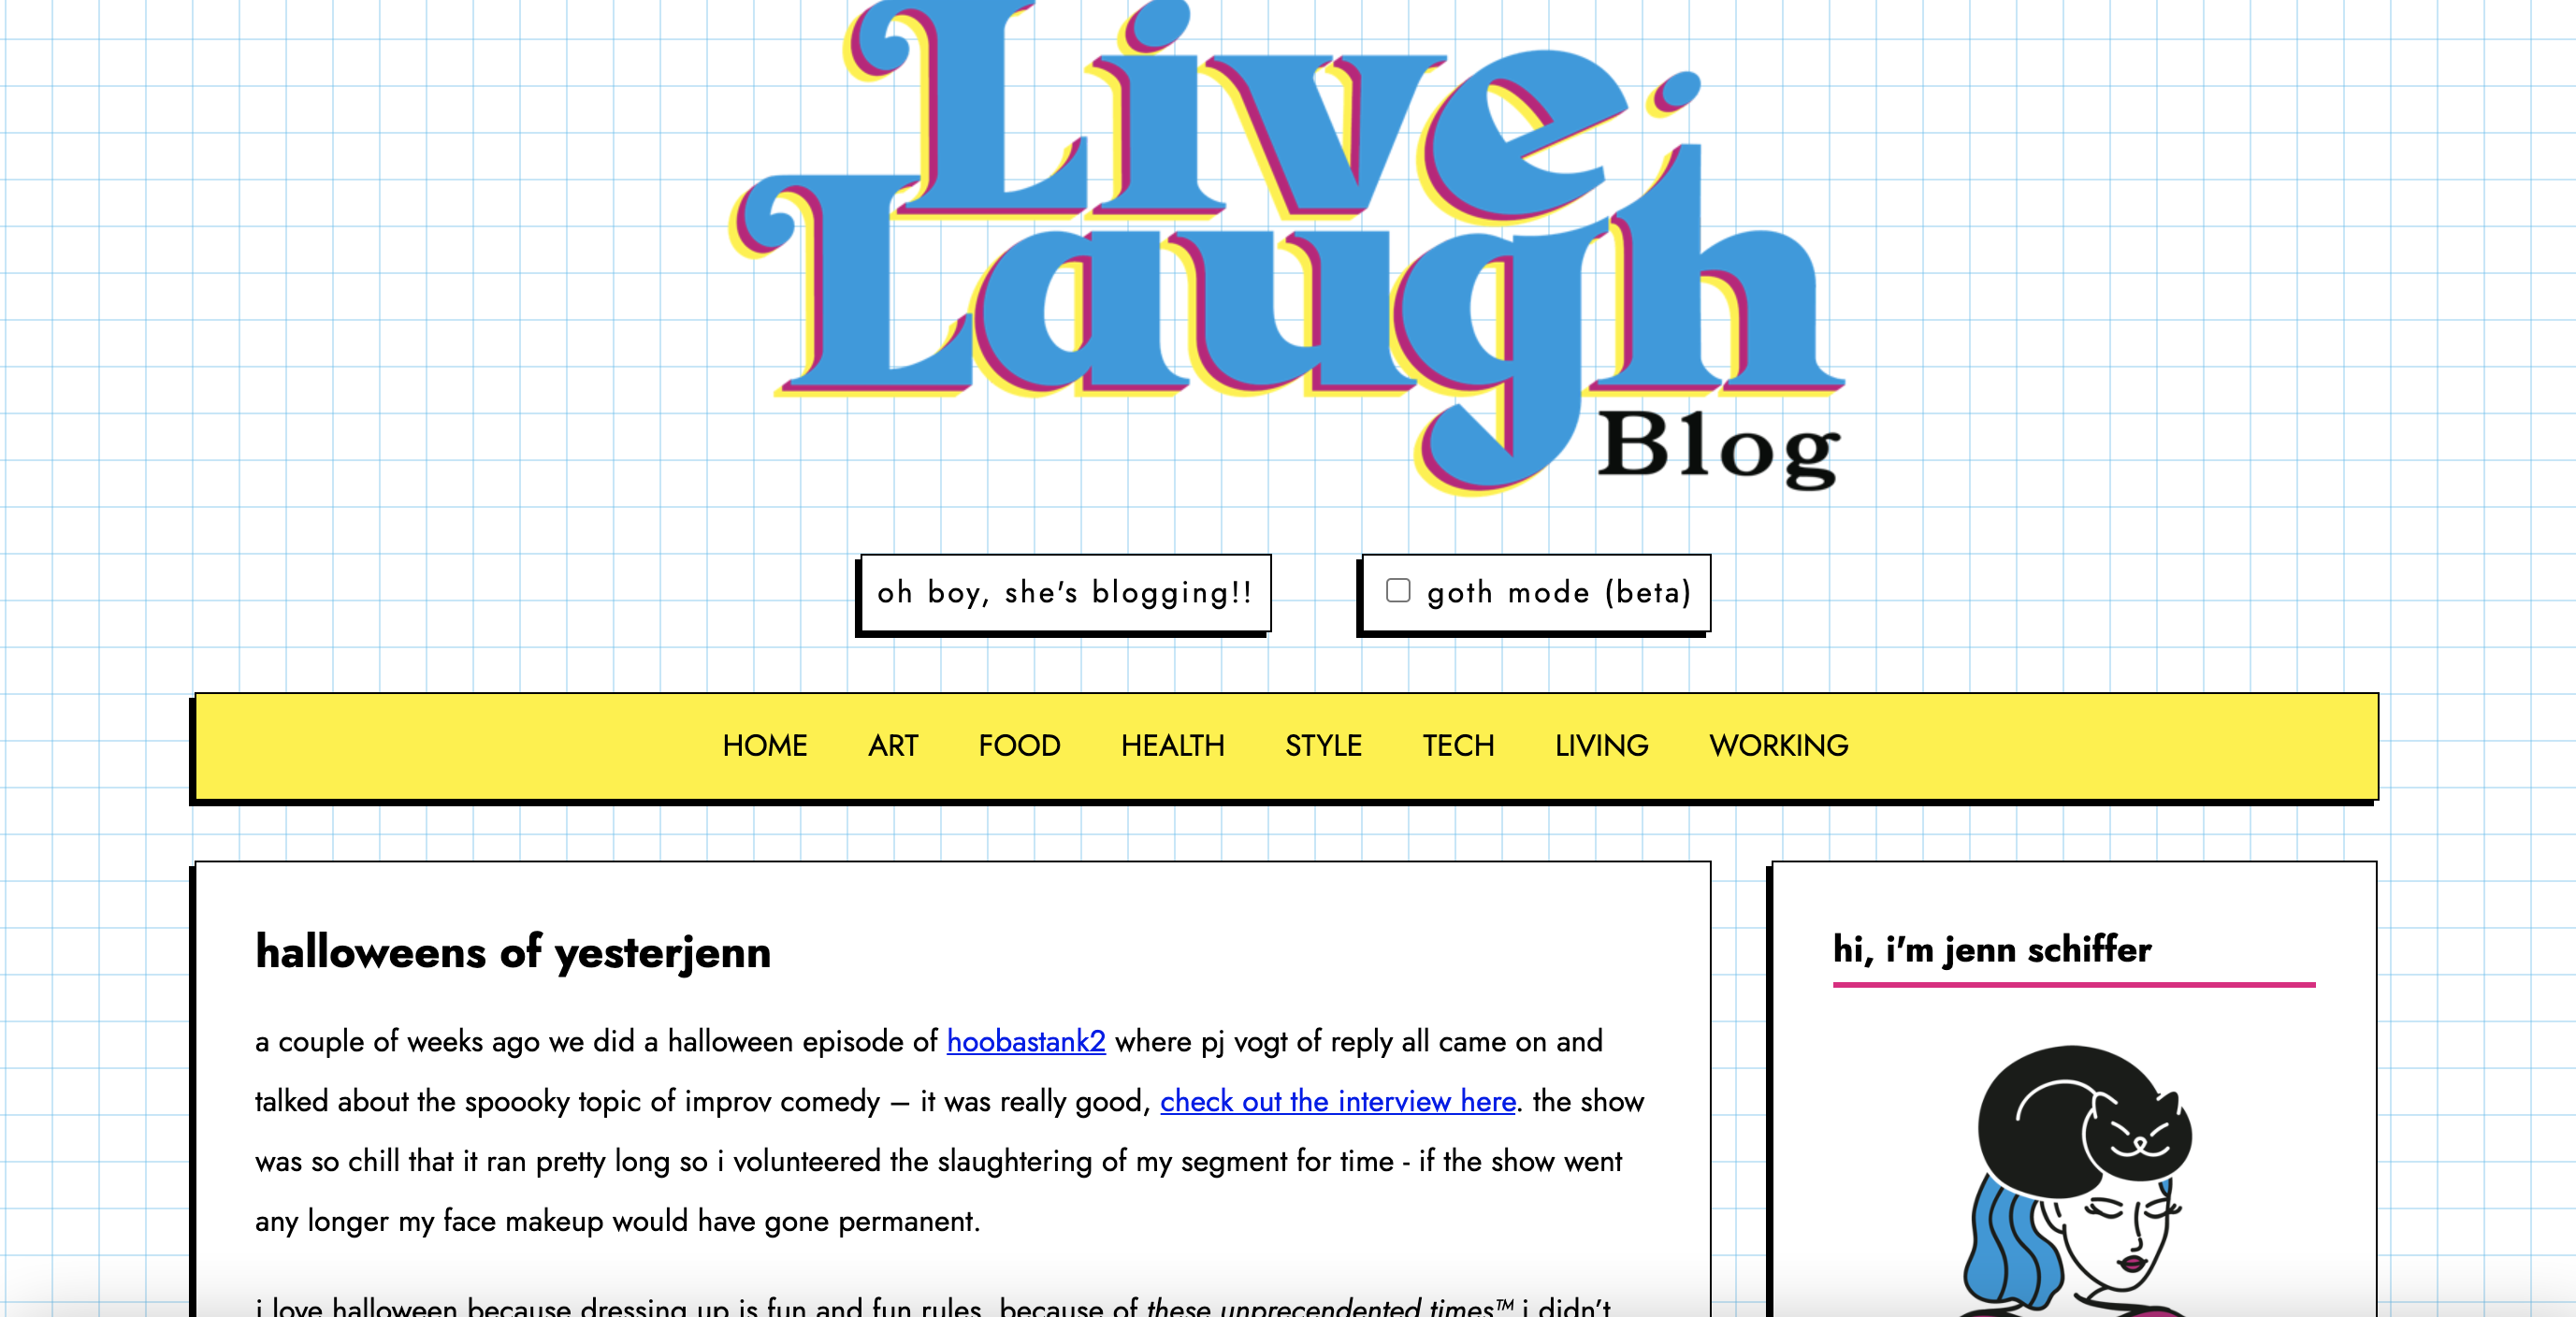 Live
Laugh
Blog
oh boy, she's blogging!!
goth mode (beta)
HOME ART FOOD HEALTH STYLE TECH LIVING WORKING
halloweens of yesterjenn
a couple of weeks ago we did a halloween episode of hoobastank2 where pj vogt of reply all came on and
talked about the spoooky topic of improv comedy – it was really good, check out the interview here. the show
was so chill that it ran pretty long so i volunteered the slaughtering of my segment for time - if the show went
any longer my face makeup would have gone permanent.
i love halloween because dressing up is fun and fun rules. because of these unprecendented times™ i didn't
hi, i'm jenn schiffer